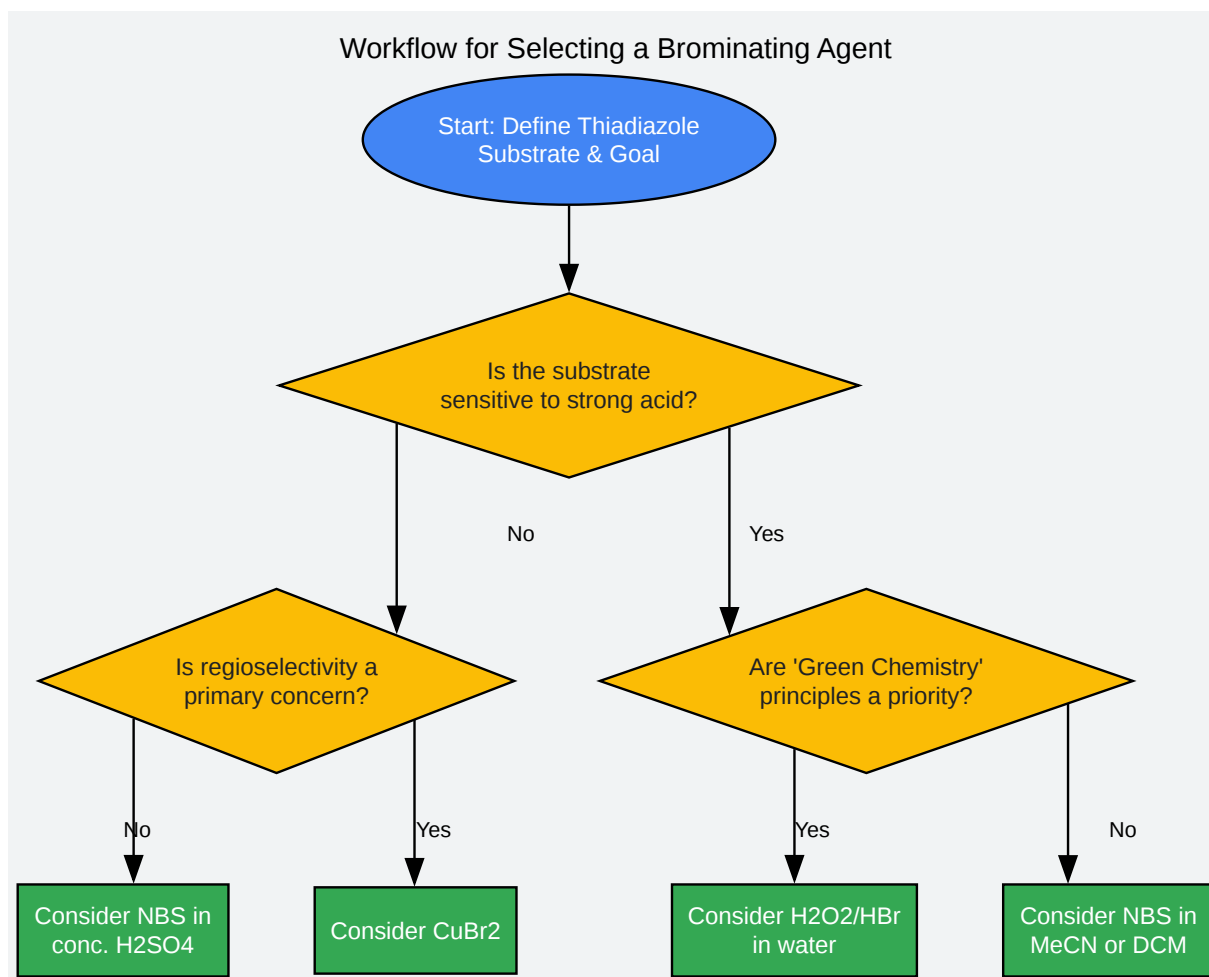 Workflow for Selecting a Brominating Agent
Start: Define Thiadiazole
Substrate & Goal
Is the substrate
sensitive to strong acid?
No
Yes
Is regioselectivity a
primary concern?
Are 'Green Chemistry'
principles a priority?
No
Yes
Yes
No
Consider NBS in
conc. H2SO4
Consider CuBr2
Consider H2O2/HBr
in water
Consider NBS in
MeCN or DCM